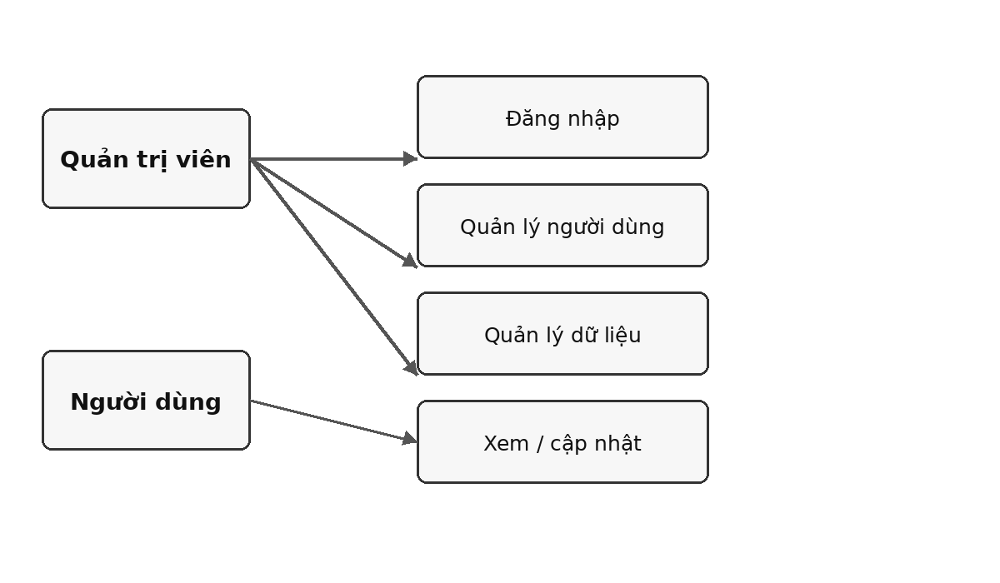 Quản trị viên
Người dùng
Đăng nhập
Quản lý người dùng
Quản lý dữ liệu
Xem / cập nhật